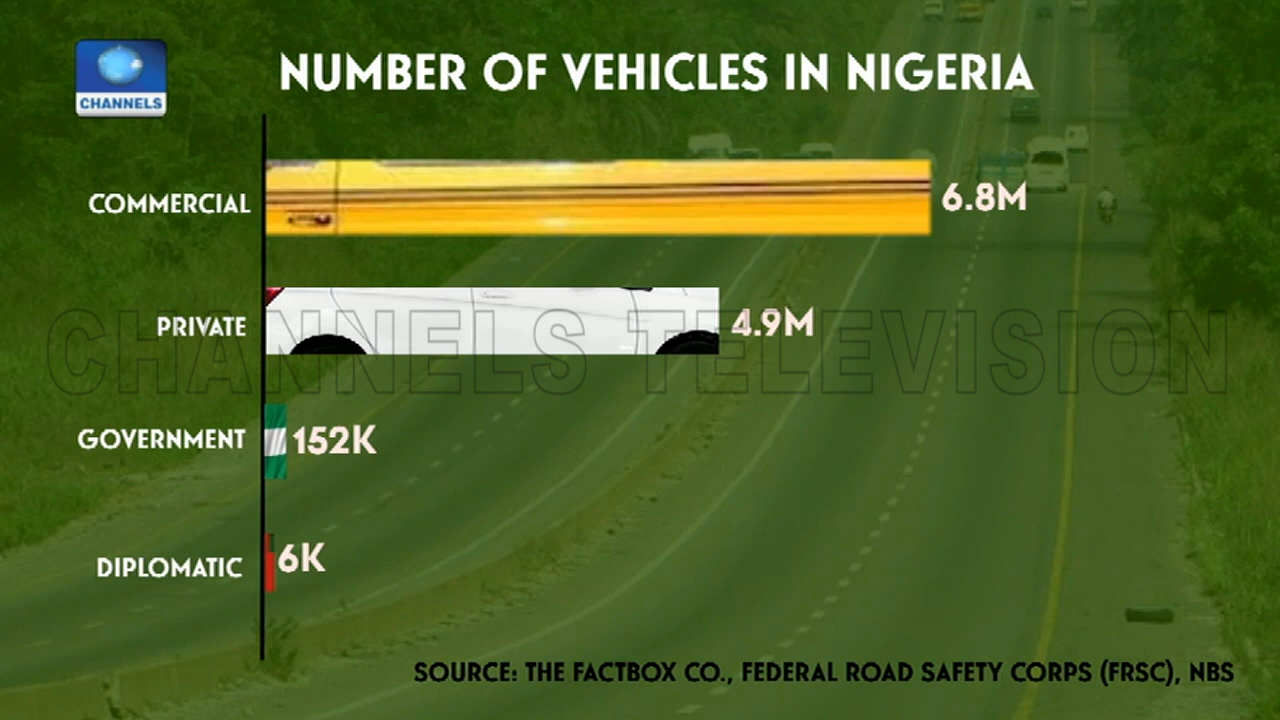 CHANNELS
NUMBER OF VEHICLES IN NIGERIA
COMMERCIAL
6.8M
PRIVATE
4.9M
CHANNELS TELEVISION
GOVERNMENT
152K
DIPLOMATIC
6K
SOURCE: THE FACTBOX CO., FEDERAL ROAD SAFETY CORPS (FRSC), NBS